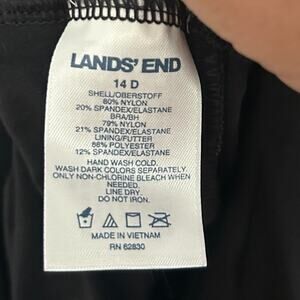 LANDS' END
14 D
SHELL/OBERSTOFF
80% NYLON
20% SPANDEX/ELASTANE
BRA/BH
79% NYLON
21% SPANDEX/ELASTANE
LINING/FUTTER
88% POLYESTER
12% SPANDEX/ELASTANE
HAND WASH COLD.
WASH DARK COLORS SEPARATELY.
ONLY NON-CHLORINE BLEACH WHEN
NEEDED.
LINE DRY.
DO NOT IRON.
MADE IN VIETNAM
RN 62830